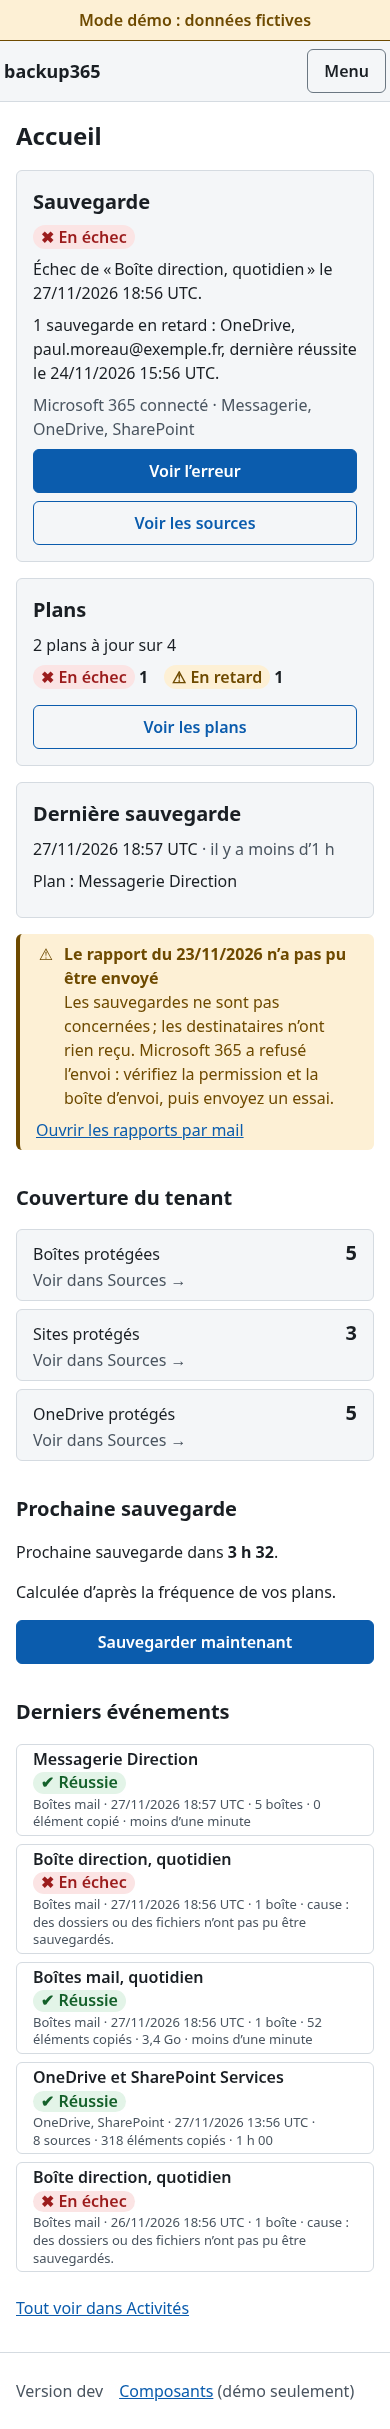 Mode démo : données fictives
backup365
Menu
Accueil
Sauvegarde
✖ En échec
Échec de « Boîte direction, quotidien » le
27/11/2026 18:56 UTC.
1 sauvegarde en retard : OneDrive,
paul.moreau@exemple.fr, dernière réussite
le 24/11/2026 15:56 UTC.
Microsoft 365 connecté · Messagerie,
OneDrive, SharePoint
Voir l’erreur
Voir les sources
Plans
2 plans à jour sur 4
✖ En échec 1 ⚠ En retard 1
Voir les plans
Dernière sauvegarde
27/11/2026 18:57 UTC · il y a moins d’1 h
Plan : Messagerie Direction
⚠ Le rapport du 23/11/2026 n’a pas pu
être envoyé
Les sauvegardes ne sont pas
concernées ; les destinataires n’ont
rien reçu. Microsoft 365 a refusé
l’envoi : vérifiez la permission et la
boîte d’envoi, puis envoyez un essai.
Ouvrir les rapports par mail
Couverture du tenant
Boîtes protégées 5
Voir dans Sources →
Sites protégés 3
Voir dans Sources →
OneDrive protégés 5
Voir dans Sources →
Prochaine sauvegarde
Prochaine sauvegarde dans 3 h 32.
Calculée d’après la fréquence de vos plans.
Sauvegarder maintenant
Derniers événements
Messagerie Direction
✔ Réussie
Boîtes mail · 27/11/2026 18:57 UTC · 5 boîtes · 0
élément copié · moins d’une minute
Boîte direction, quotidien
✖ En échec
Boîtes mail · 27/11/2026 18:56 UTC · 1 boîte · cause :
des dossiers ou des fichiers n’ont pas pu être
sauvegardés.
Boîtes mail, quotidien
✔ Réussie
Boîtes mail · 27/11/2026 18:56 UTC · 1 boîte · 52
éléments copiés · 3,4 Go · moins d’une minute
OneDrive et SharePoint Services
✔ Réussie
OneDrive, SharePoint · 27/11/2026 13:56 UTC ·
8 sources · 318 éléments copiés · 1 h 00
Boîte direction, quotidien
✖ En échec
Boîtes mail · 26/11/2026 18:56 UTC · 1 boîte · cause :
des dossiers ou des fichiers n’ont pas pu être
sauvegardés.
Tout voir dans Activités
Version dev Composants (démo seulement)